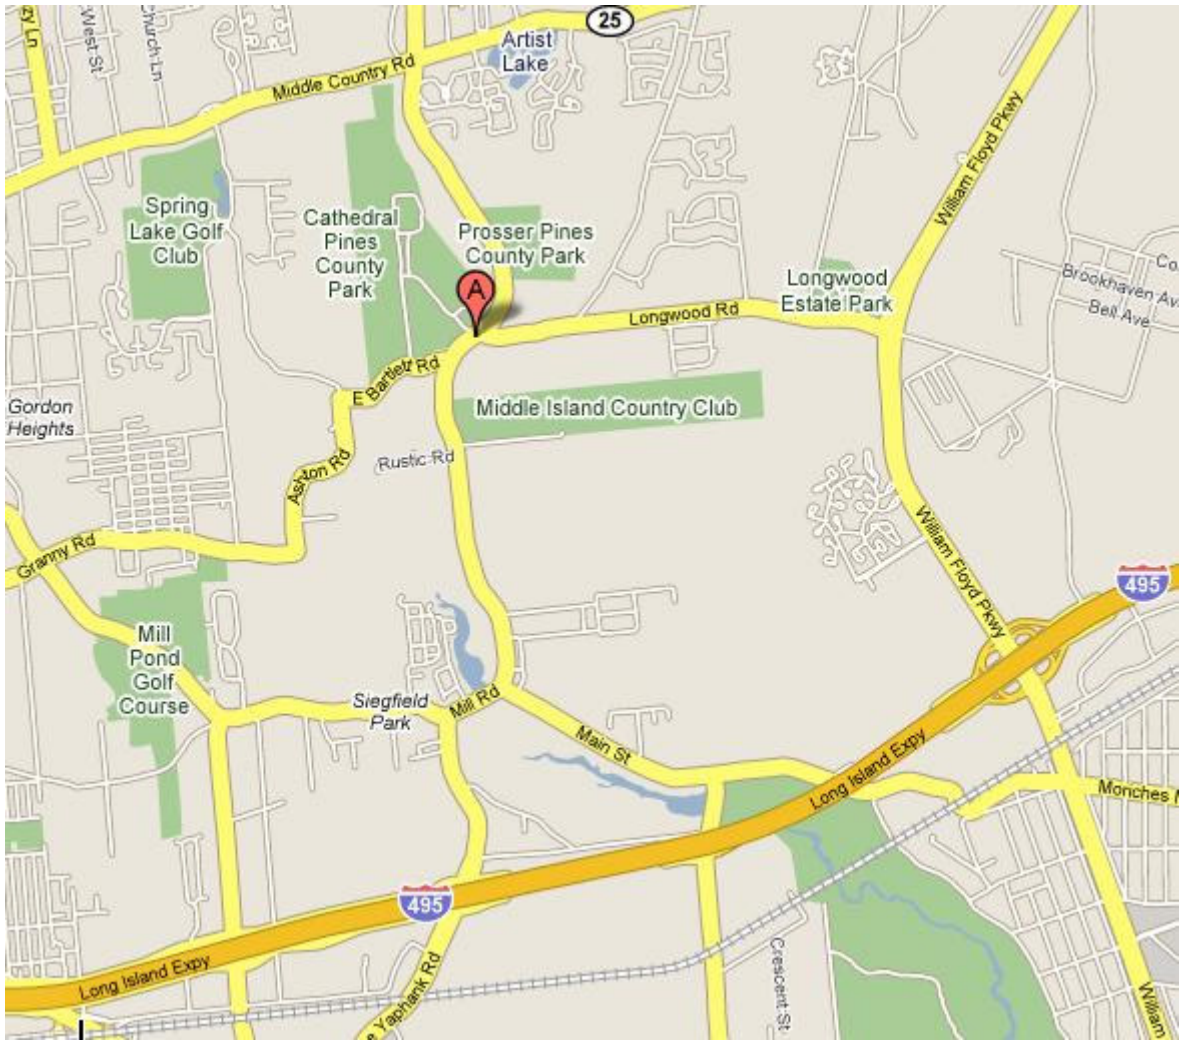 25
zy Ln
West St
Church Ln
Artist
Lake
Middle Country Rd
William Floyd Pkwy
Spring
Lake Golf
Club
Cathedral
Pines
County
Park
Prosser Pines
County Park
Longwood
Estate Park
Brookhaven Av
Co
Bell Ave
A
Longwood Rd
E Bartlett Rd
Gordon
Heights
Middle Island Country Club
Rustic Rd
Ashton Rd
Granny Rd
William Floyd Pkwy
495
Mill
Pond
Golf
Course
Siegfield
Park
Mill Rd
Main St
Long Island Expy
Monches
495
Long Island Expy
e Yaphank Rd
Crescent St
William